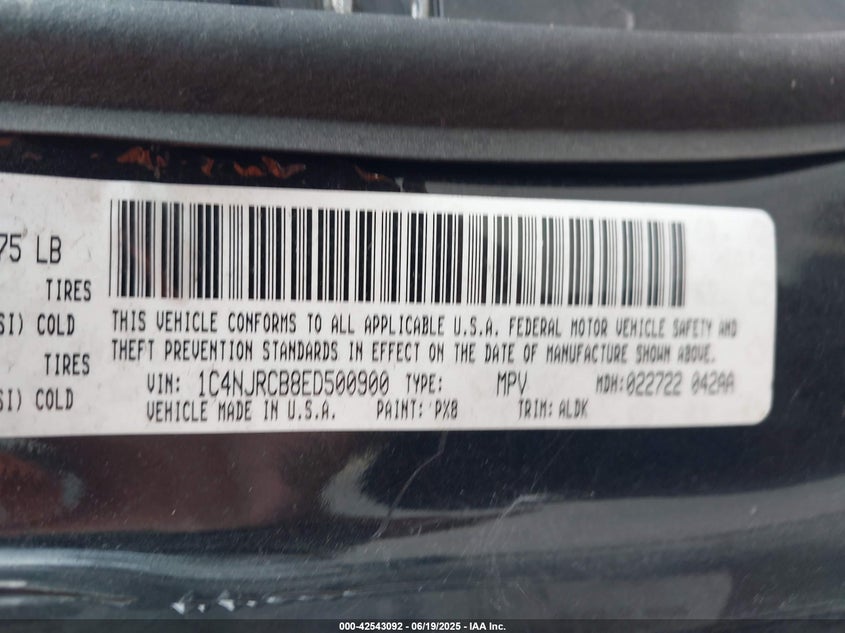 75 LB
TIRES
SI) COLD
TIRES
SI) COLD
THIS VEHICLE CONFORMS TO ALL APPLICABLE U.S.A. FEDERAL MOTOR VEHICLE SAFETY AND
THEFT PREVENTION STANDARDS IN EFFECT ON THE DATE OF MANUFACTURE SHOWN ABOVE.
VIN: 1C4NJRCB8ED500900 TYPE: MPV MDH:022722 042AA
VEHICLE MADE IN U.S.A. PAINT: PX8 TRIM: ALDK
000-42543092 - 06/19/2025 - IAA Inc.